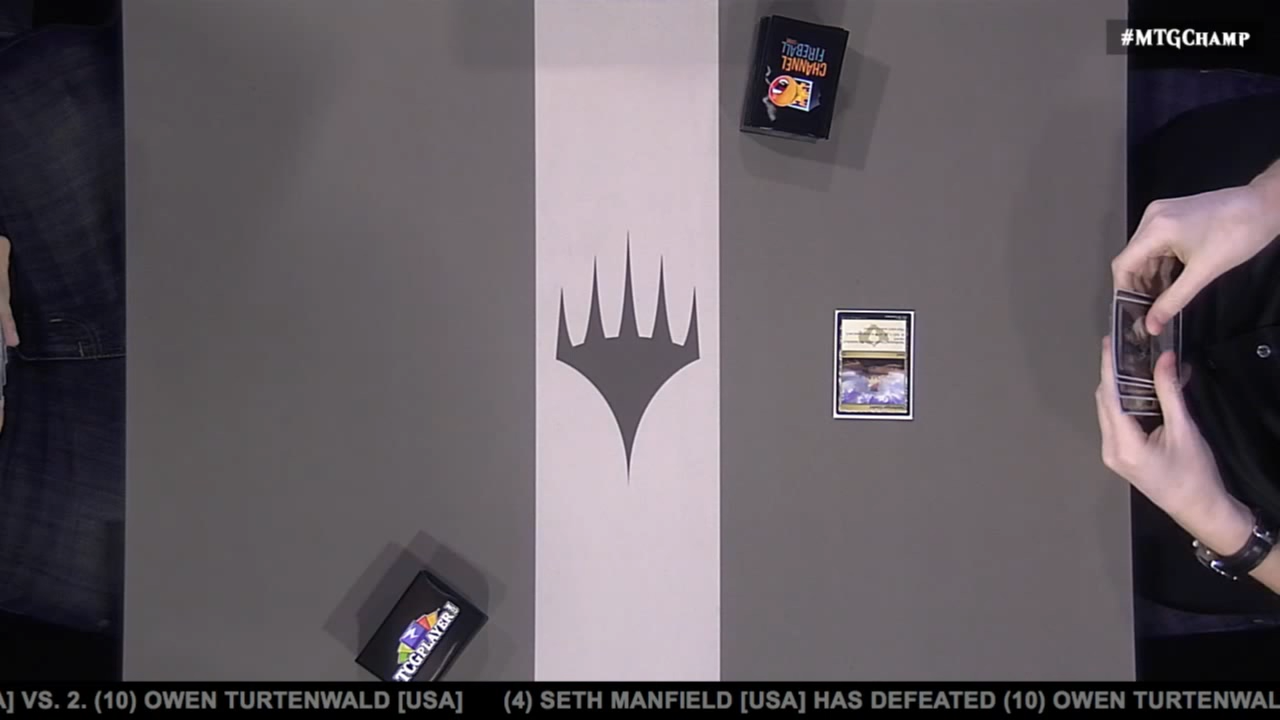 #MTGCHAMP
CHANNEL
FIREBALL
TCGPLAYER
A] VS. 2. (10) OWEN TURTENWALD [USA] (4) SETH MANFIELD [USA] HAS DEFEATED (10) OWEN TURTENWAL